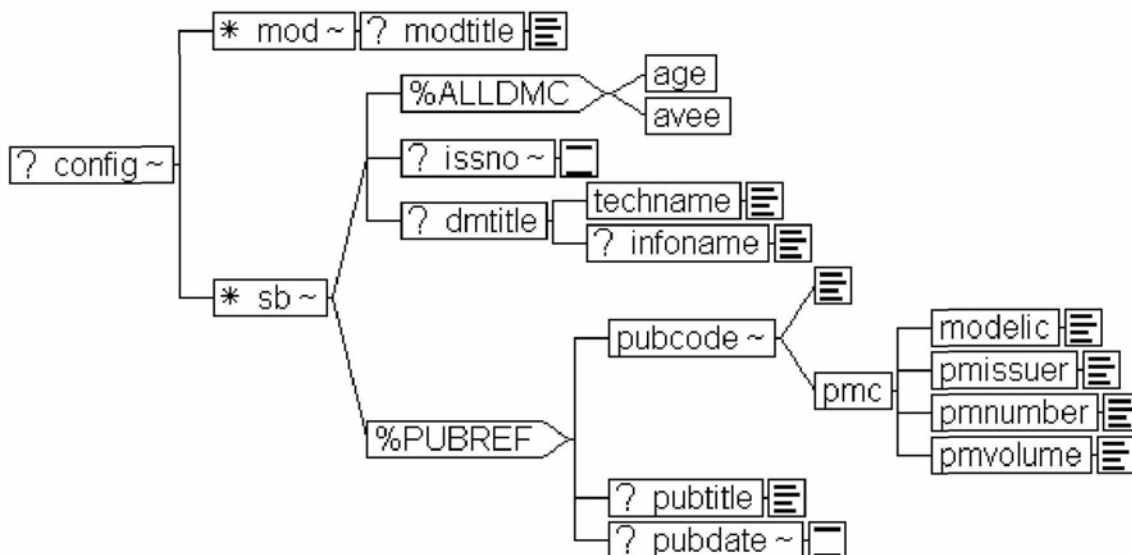 * mod ~
? modtitle
%ALLDMC
age
avee
? config ~
? issno ~
? dmtitle
techname
? infoname
* sb ~
pubcode ~
modelic
pmissuer
pmc
pmnumber
%PUBREF
pmvolume
? pubtitle
? pubdate ~